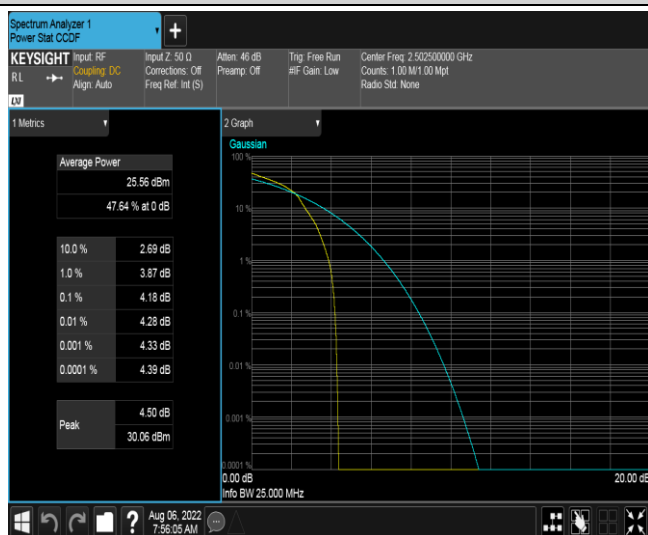 Spectrum Analyzer 1
Power Stat CCDF
+
KEYSIGHT
RL
LXI
Input: RF
Coupling: DC
Align: Auto
Input Z: 50 Ω
Corrections: Off
Freq Ref: Int (S)
Atten: 46 dB
Preamp: Off
Trig: Free Run
#IF Gain: Low
Center Freq: 2.502500000 GHz
Counts: 1.00 M/1.00 Mpt
Radio Std: None
1 Metrics
Average Power
25.56 dBm
47.64 % at 0 dB
10.0 % 2.69 dB
1.0 % 3.87 dB
0.1 % 4.18 dB
0.01 % 4.28 dB
0.001 % 4.33 dB
0.0001 % 4.39 dB
Peak
4.50 dB
30.06 dBm
2 Graph
Gaussian
100 %
10 %
1 %
0.1 %
0.01 %
0.001 %
0.0001 %
0.00 dB
20.00 dB
Info BW 25.000 MHz
?
Aug 06, 2022
7:56:05 AM